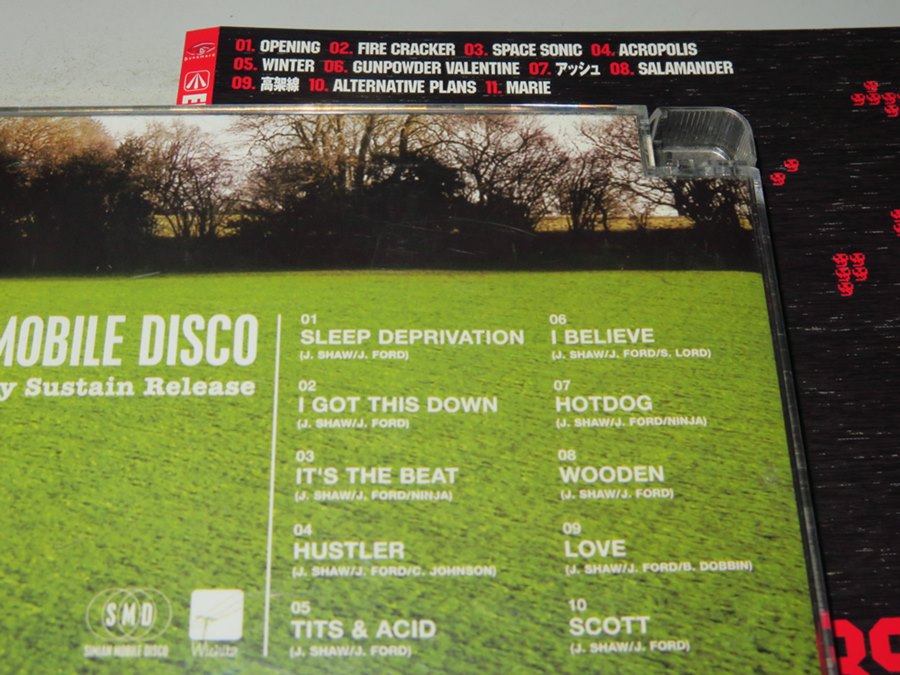 01. OPENING 02. FIRE CRACKER 03. SPACE SONIC 04. ACROPOLIS
05. WINTER 06. GUNPOWDER VALENTINE 07. アッシュ 08. SALAMANDER
09. 高架線 10. ALTERNATIVE PLANS 11. MARIE
MOBILE DISCO
y Sustain Release
01
SLEEP DEPRIVATION
(J. SHAW/J. FORD)
02
I GOT THIS DOWN
(J. SHAW/J. FORD)
03
IT'S THE BEAT
(J. SHAW/J. FORD/NINJA)
04
HUSTLER
(J. SHAW/J. FORD/C. JOHNSON)
05
TITS & ACID
(J. SHAW/J. FORD)
06
I BELIEVE
(J. SHAW/J. FORD/S. LORD)
07
HOTDOG
(J. SHAW/J. FORD/NINJA)
08
WOODEN
(J. SHAW/J. FORD)
09
LOVE
(J. SHAW/J. FORD/B. DOBBIN)
10
SCOTT
(J. SHAW/J. FORD)
SMD
SIMIAN MOBILE DISCO
Wichita